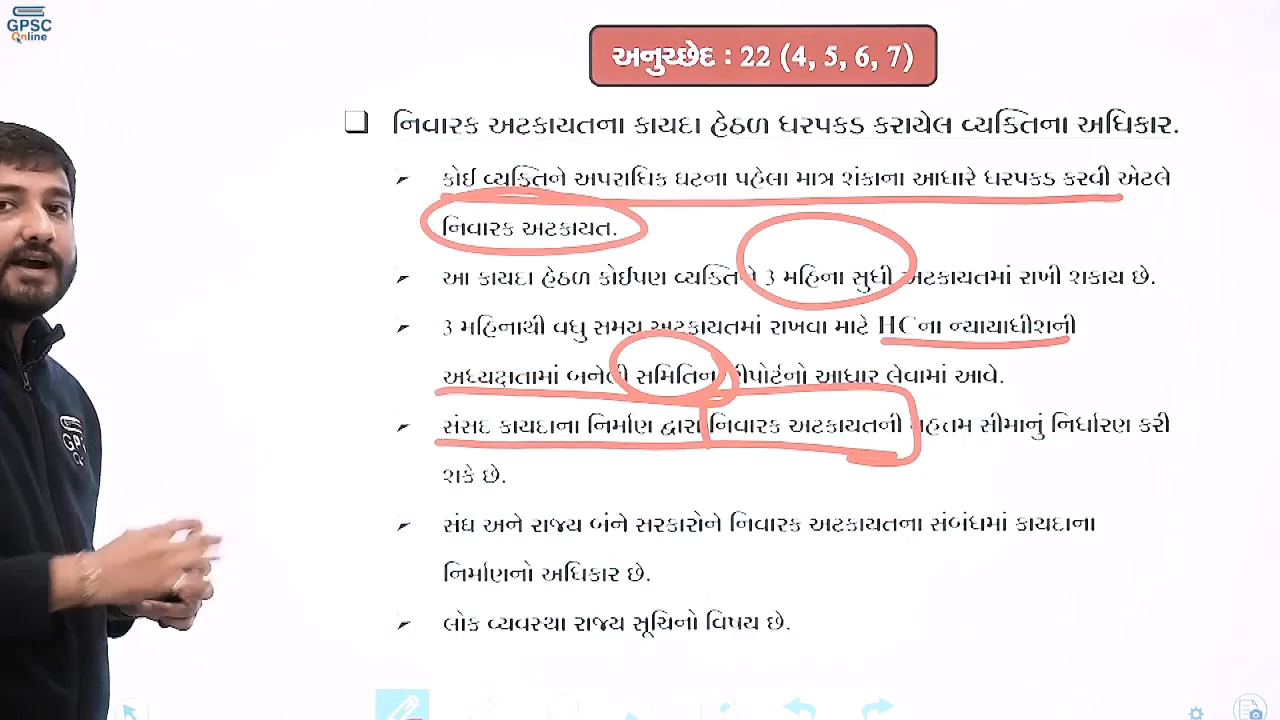 GPSC
Online
અનુચ્છેદ : 22 (4, 5, 6, 7)
નિવારક અટકાયતના કાયદા હેઠળ ધરપકડ કરાયેલ વ્યક્તિના અધિકાર.
કોઈ વ્યક્તિને અપરાધિક ઘટના પહેલા માત્ર શંકાના આધારે ધરપકડ કરવી એટલે
નિવારક અટકાયત.
આ કાયદા હેઠળ કોઈપણ વ્યક્તિને 3 મહિના સુધી અટકાયતમાં રાખી શકાય છે.
3 મહિનાથી વધુ સમય અટકાયતમાં રાખવા માટે HCના ન્યાયાધીશની
અધ્યક્ષતામાં બનેલી સમિતિના રીપોર્ટનો આધાર લેવામાં આવે.
સંસદ કાયદાના નિર્માણ દ્વારા નિવારક અટકાયતની મહત્તમ સીમાનું નિર્ધારણ કરી
શકે છે.
સંઘ અને રાજ્ય બંને સરકારોને નિવારક અટકાયતના સંબંધમાં કાયદાના
નિર્માણનો અધિકાર છે.
લોક વ્યવસ્થા રાજ્ય સૂચિનો વિષય છે.